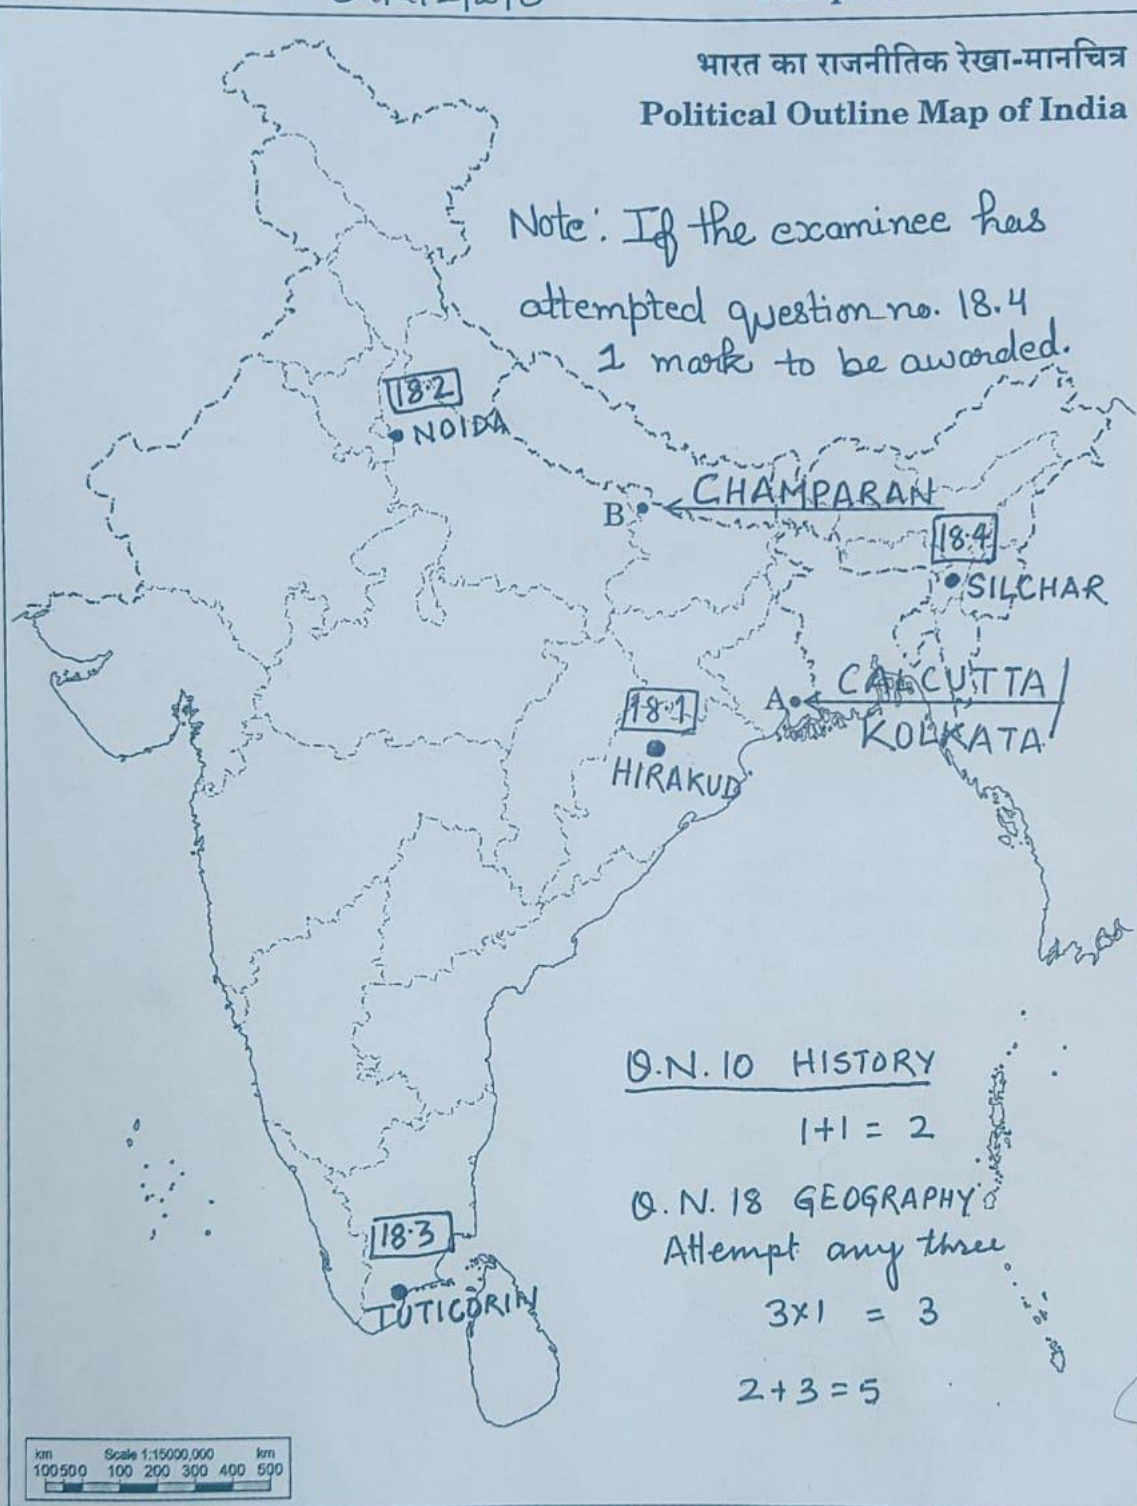 भारत का राजनीतिक रेखा-मानचित्र
Political Outline Map of India
Note: If the examinee has
attempted question no. 18.4
1 mark to be awarded.
18.2
NOIDA
CHAMPARAN
B
18.4
SILCHAR
CALCUTTA/
A
KOLKATA
18.1
HIRAKUD
Q.N. 10 HISTORY
1+1 = 2
Q.N. 18 GEOGRAPHY
Attempt any three
18.3
TUTICORIN
3×1 = 3
2+3=5
km Scale 1:15000,000 km
100 50 0 100 200 300 400 500